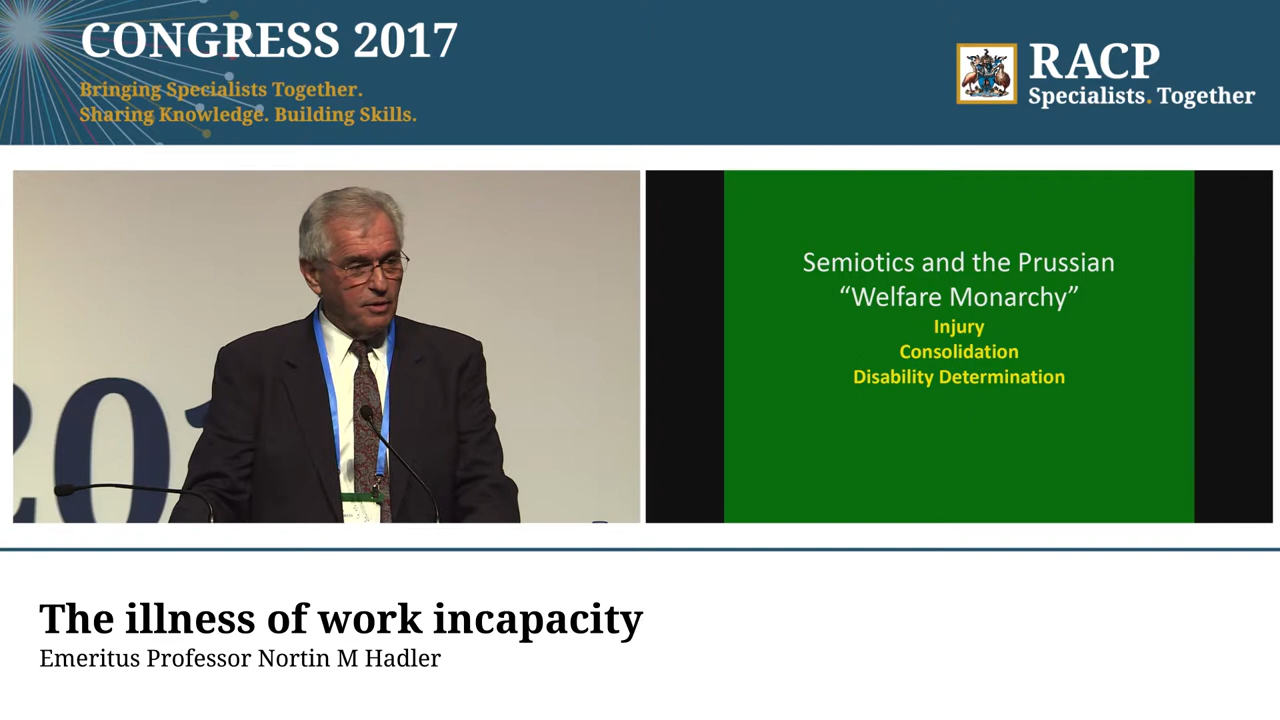 CONGRESS 2017
Bringing Specialists Together.
Sharing Knowledge. Building Skills.
RACP
Specialists. Together
201
Semiotics and the Prussian
“Welfare Monarchy”
Injury
Consolidation
Disability Determination
The illness of work incapacity
Emeritus Professor Nortin M Hadler